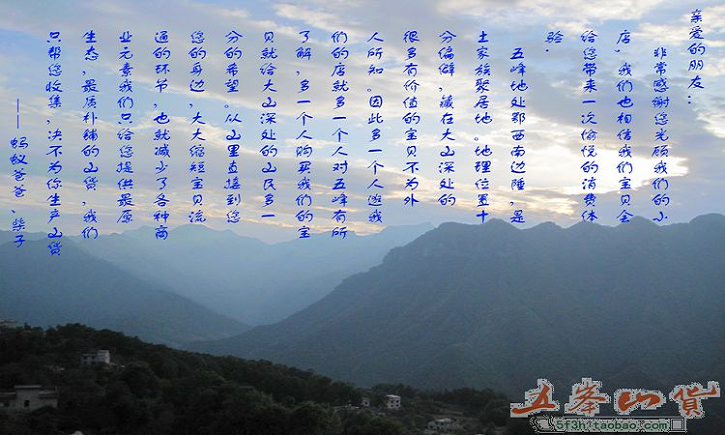 亲爱的朋友：
非常感谢您光顾我们的小
店，我们也相信我们宝贝会
给您带来一次愉悦的消费体
验。
五峰地处鄂西南边陲，是
土家族聚居地。地理位置十
分偏僻，藏在大山深处的
很多有价值的宝贝不为外
人所知。因此多一个人逛我
们的店就多一个人对五峰有所
了解，多一个人购买我们的宝
贝就给大山深处的山民多一
分的希望。从山里直接到您
您的身边，大大缩短宝贝流
通的环节，也就减少了各种商
业元素我们只给您提供最原
生态，最质朴铺的山货，我们
只帮您收集，决不为你生产山货
——蚂蚁爸爸、柴子
五峰山货
5f3h.taobao.com